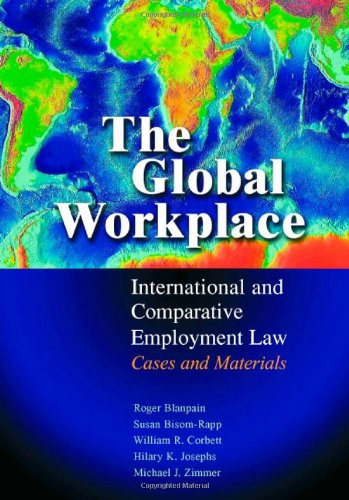 The
Global
Workplace
International and
Comparative
Employment Law
Cases and Materials
Roger Blanpain
Susan Bisom-Rapp
William R. Corbett
Hilary K. Josephs
Michael J. Zimmer